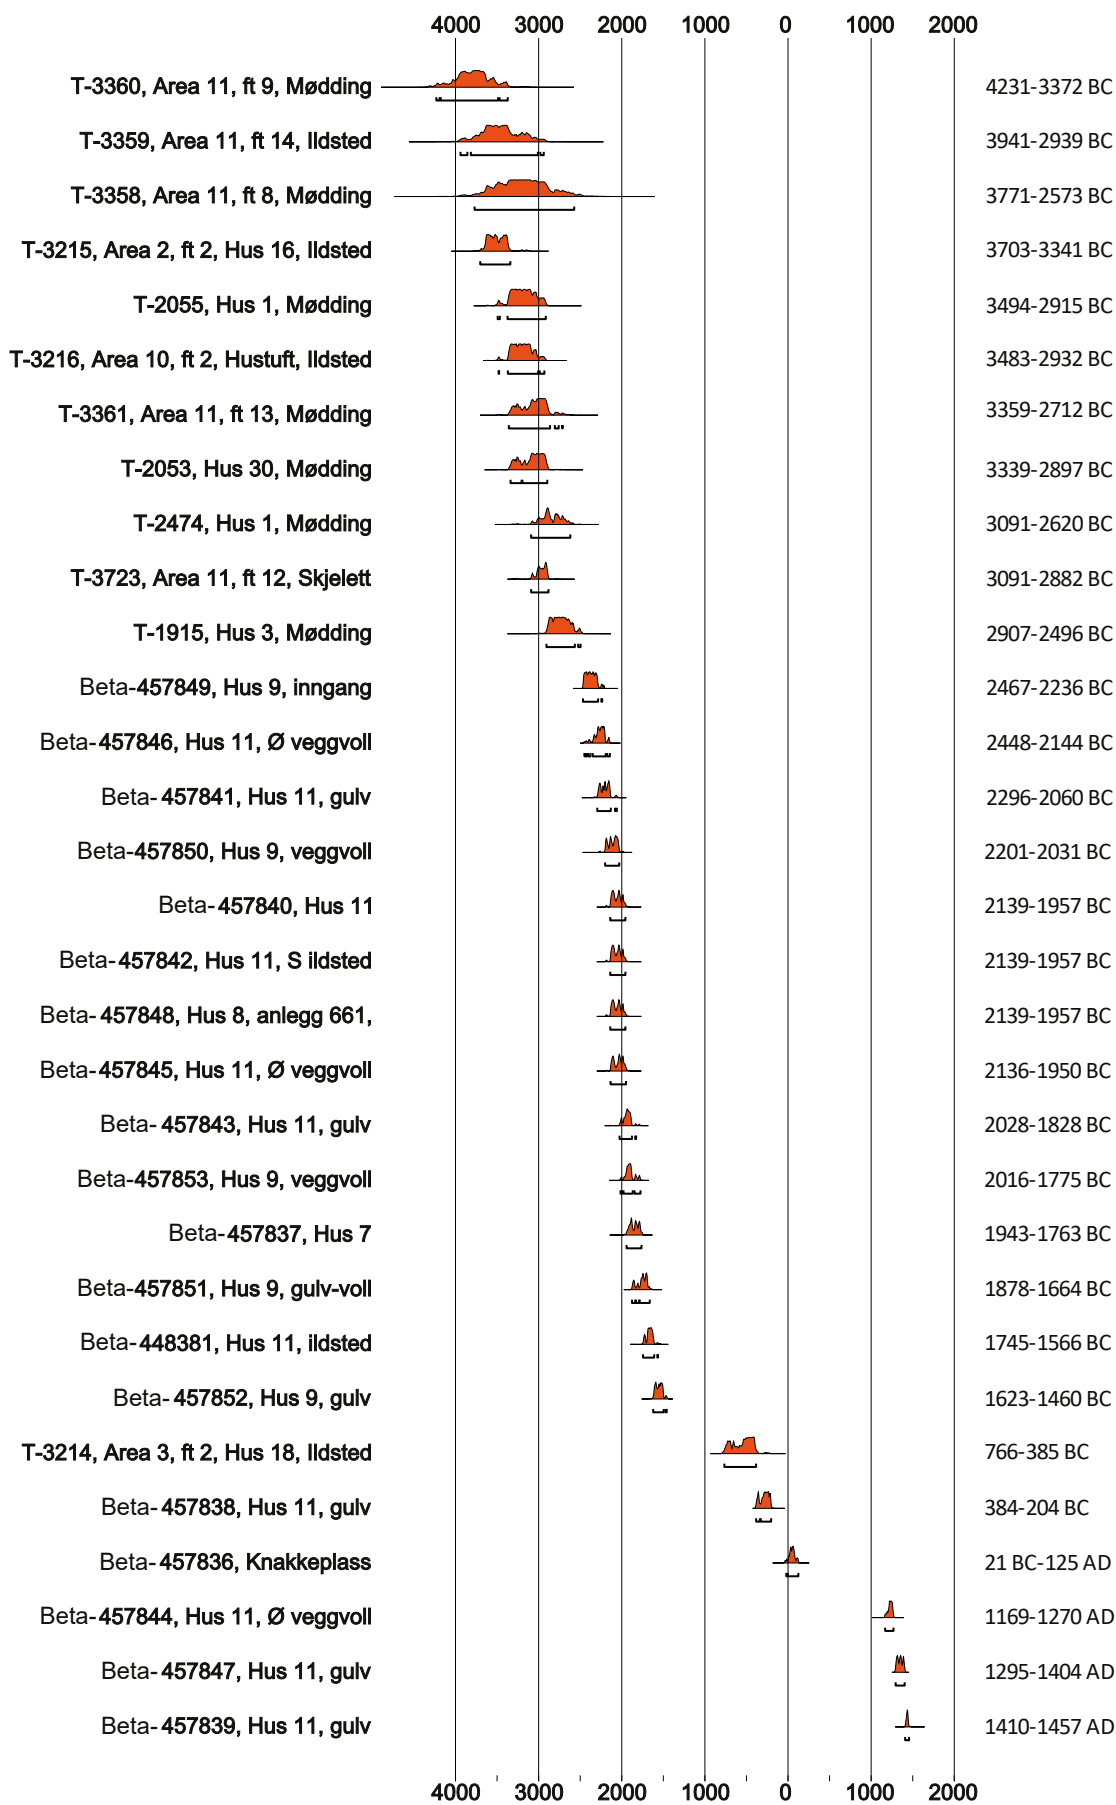 4000 3000 2000 1000 0 1000 2000
T-3360, Area 11, ft 9, Mødding 4231-3372 BC
T-3359, Area 11, ft 14, Ildsted 3941-2939 BC
T-3358, Area 11, ft 8, Mødding 3771-2573 BC
T-3215, Area 2, ft 2, Hus 16, Ildsted 3703-3341 BC
T-2055, Hus 1, Mødding 3494-2915 BC
T-3216, Area 10, ft 2, Hustuft, Ildsted 3483-2932 BC
T-3361, Area 11, ft 13, Mødding 3359-2712 BC
T-2053, Hus 30, Mødding 3339-2897 BC
T-2474, Hus 1, Mødding 3091-2620 BC
T-3723, Area 11, ft 12, Skjelett 3091-2882 BC
T-1915, Hus 3, Mødding 2907-2496 BC
Beta-457849, Hus 9, inngang 2467-2236 BC
Beta-457846, Hus 11, Ø veggvoll 2448-2144 BC
Beta-457841, Hus 11, gulv 2296-2060 BC
Beta-457850, Hus 9, veggvoll 2201-2031 BC
Beta-457840, Hus 11 2139-1957 BC
Beta-457842, Hus 11, S ildsted 2139-1957 BC
Beta-457848, Hus 8, anlegg 661, 2139-1957 BC
Beta-457845, Hus 11, Ø veggvoll 2136-1950 BC
Beta-457843, Hus 11, gulv 2028-1828 BC
Beta-457853, Hus 9, veggvoll 2016-1775 BC
Beta-457837, Hus 7 1943-1763 BC
Beta-457851, Hus 9, gulv-voll 1878-1664 BC
Beta-448381, Hus 11, ildsted 1745-1566 BC
Beta-457852, Hus 9, gulv 1623-1460 BC
T-3214, Area 3, ft 2, Hus 18, Ildsted 766-385 BC
Beta-457838, Hus 11, gulv 384-204 BC
Beta-457836, Knakkeplass 21 BC-125 AD
Beta-457844, Hus 11, Ø veggvoll 1169-1270 AD
Beta-457847, Hus 11, gulv 1295-1404 AD
Beta-457839, Hus 11, gulv 1410-1457 AD
4000 3000 2000 1000 0 1000 2000